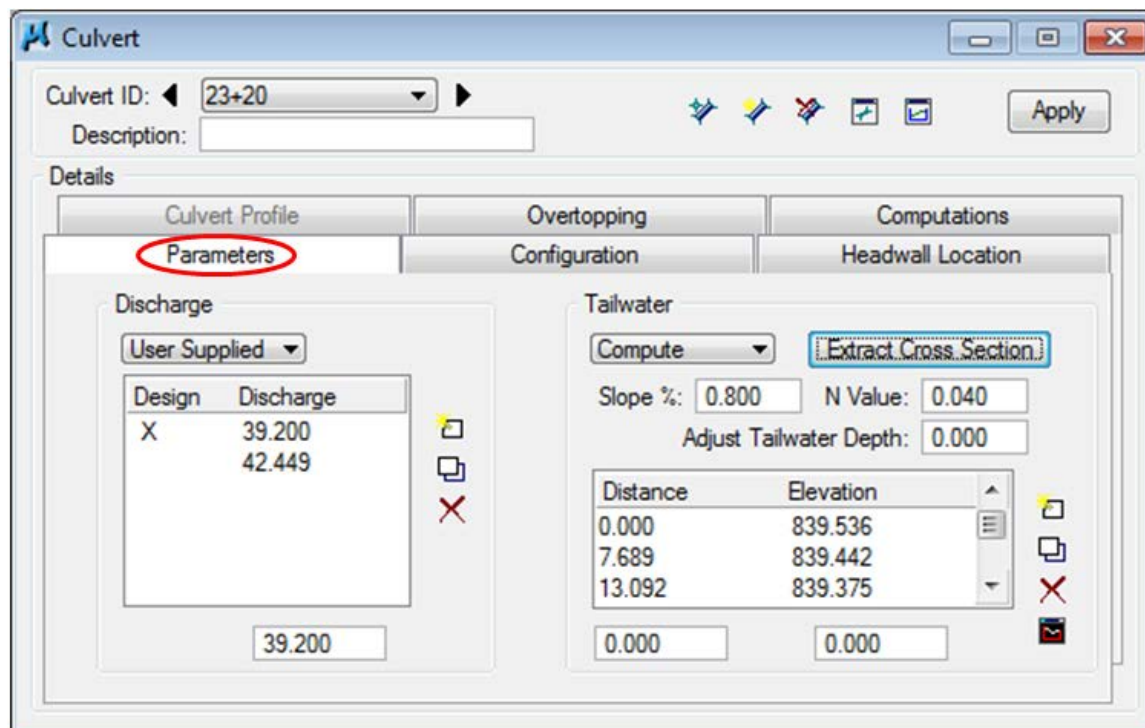 Culvert
Culvert ID: 23+20
Description:
Apply
Details
Culvert Profile Overtopping Computations
Parameters Configuration Headwall Location
Discharge
User Supplied
Design Discharge
X 39.200
42.449
39.200
Tailwater
Compute Extract Cross Section
Slope %: 0.800 N Value: 0.040
Adjust Tailwater Depth: 0.000
Distance Elevation
0.000 839.536
7.689 839.442
13.092 839.375
0.000 0.000